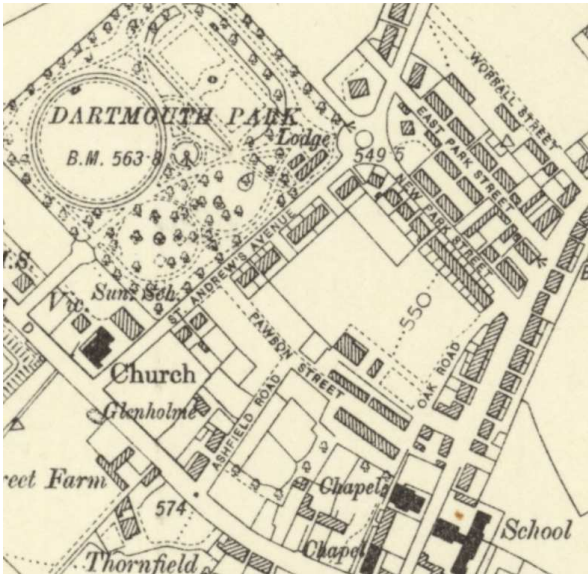 WORRALL STREET
EAST PARK STREET
DARTMOUTH PARK
Lodge
B.M. 563·8
549·5
NEW PARK STREET
ST. ANDREW'S AVENUE
Sun. Sch.
Vic.
550
PAWSON STREET
OAK ROAD
Church
Glenholme
ASHFIELD ROAD
reet Farm
Chapel
574
School
Thornfield
Chapel